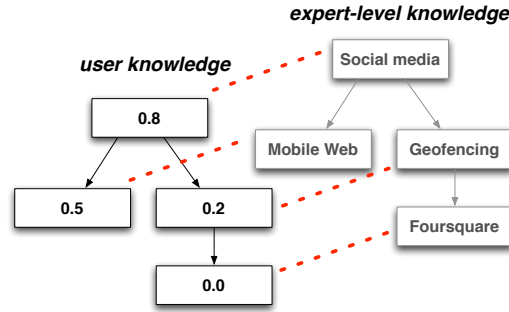 expert-level knowledge
user knowledge
Social media
0.8
Mobile Web
Geofencing
0.5
0.2
Foursquare
0.0